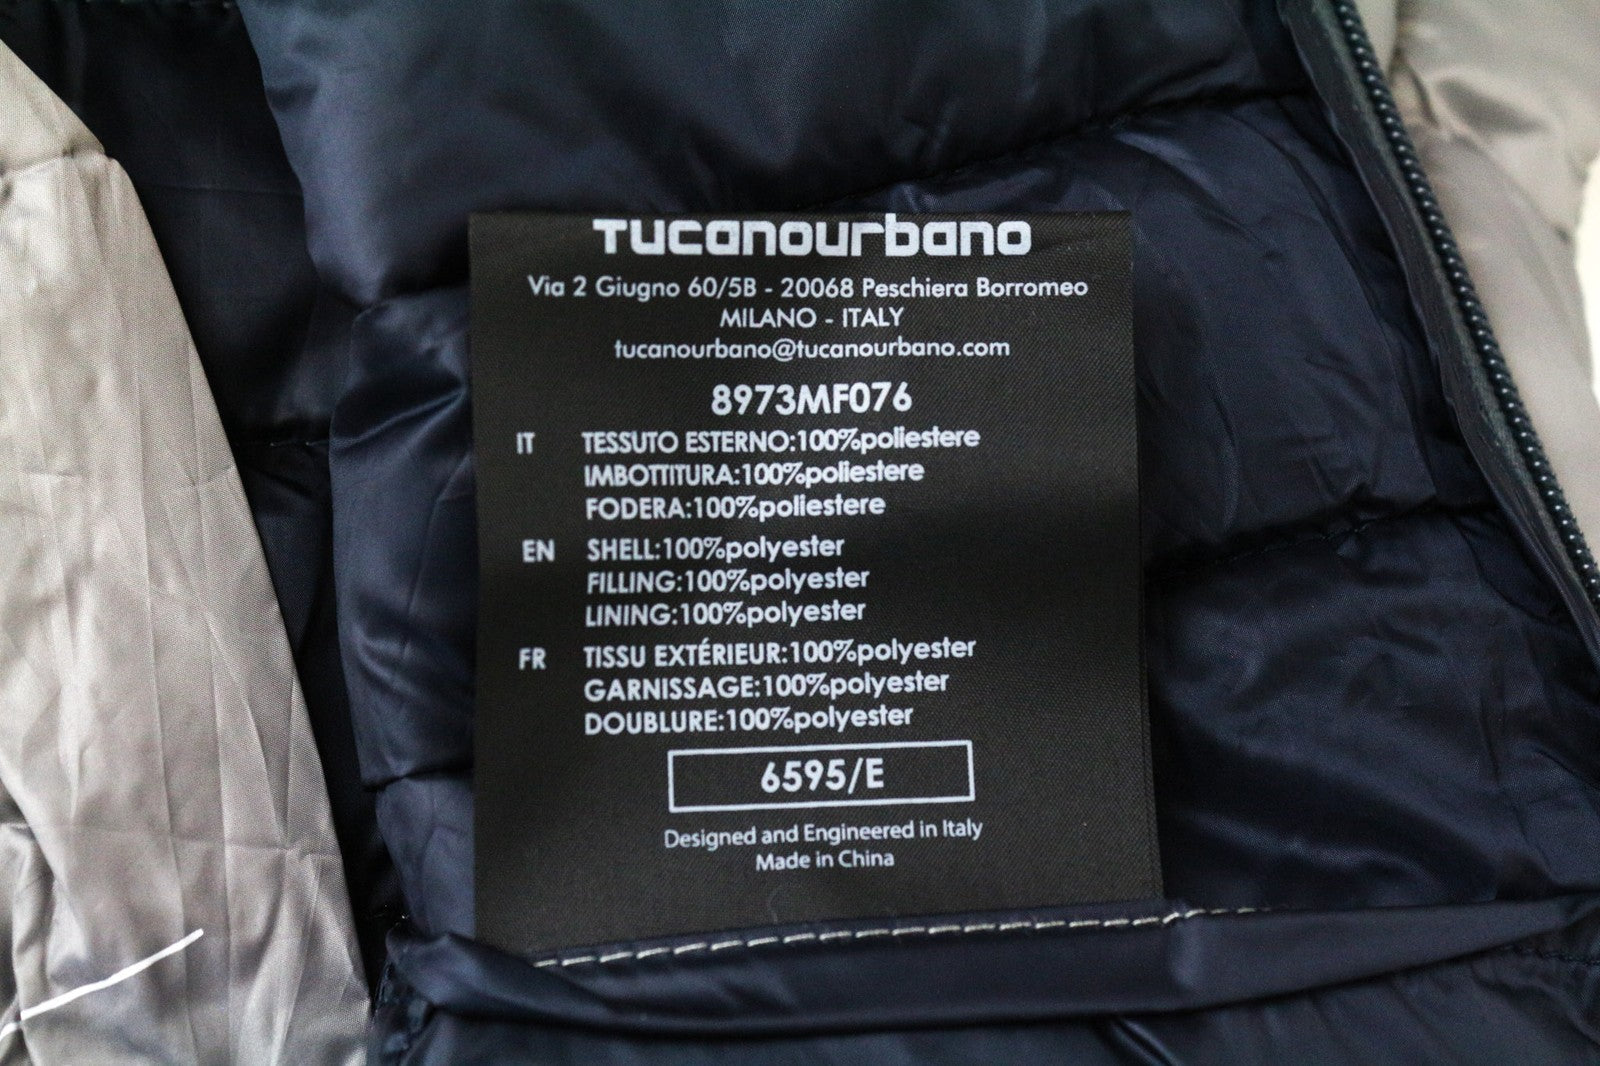 Tucanourbano
Via 2 Giugno 60/5B - 20068 Peschiera Borromeo
MILANO - ITALY
tucanourbano@tucanourbano.com
8973MF076
IT TESSUTO ESTERNO:100%poliestere
IMBOTTITURA:100%poliestere
FODERA:100%poliestere
EN SHELL:100%polyester
FILLING:100%polyester
LINING:100%polyester
FR TISSU EXTÉRIEUR:100%polyester
GARNISSAGE:100%polyester
DOUBLURE:100%polyester
6595/E
Designed and Engineered in Italy
Made in China